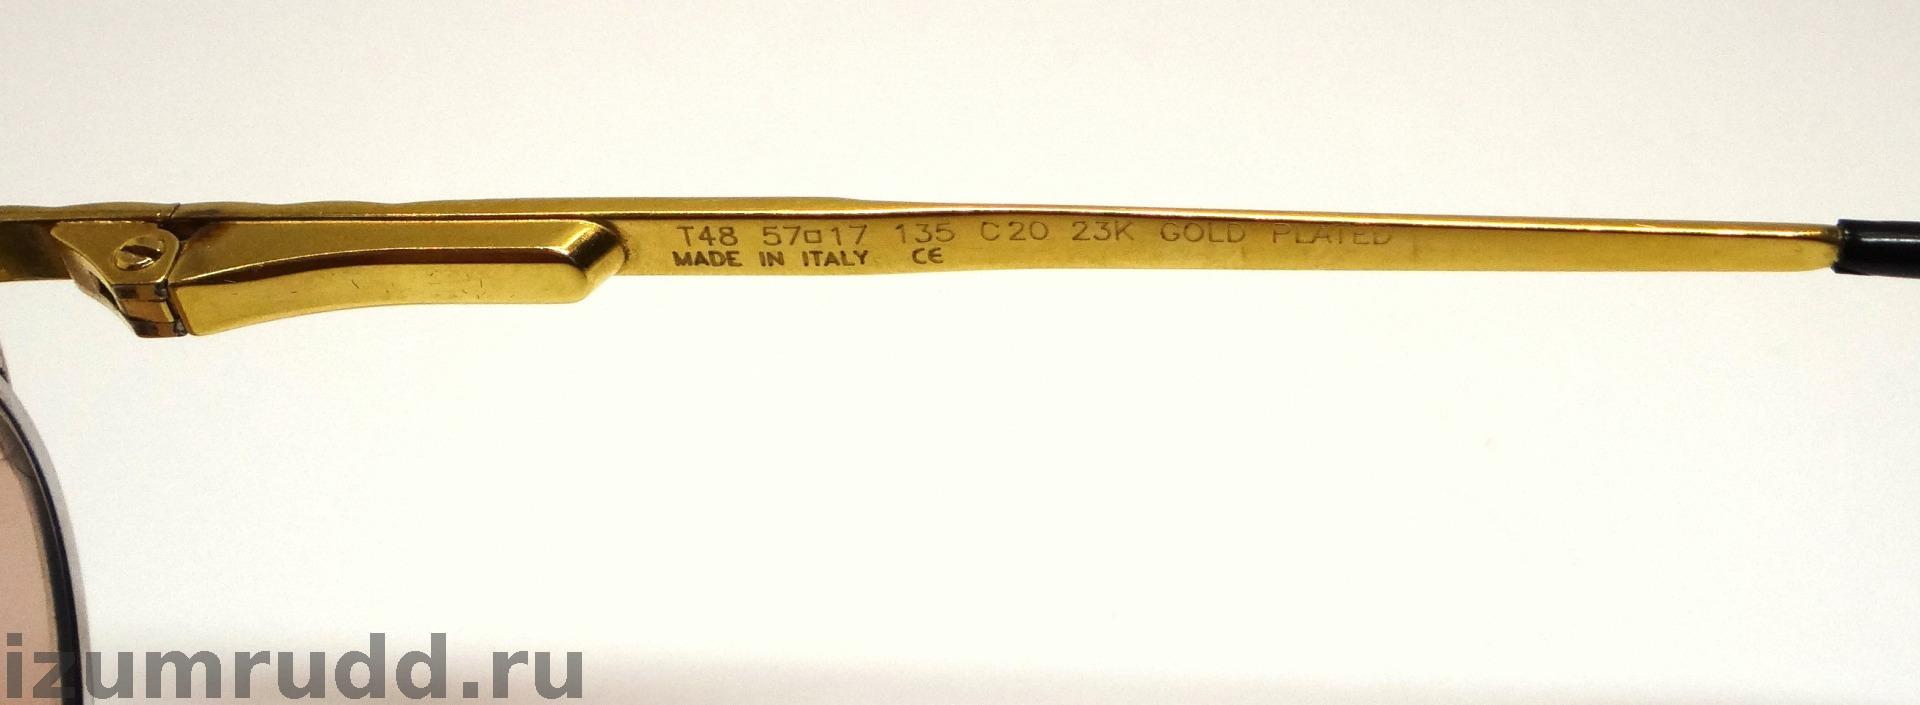 T48 57□17 135 C20 23K GOLD PLATED
MADE IN ITALY CE
izumrudd.ru